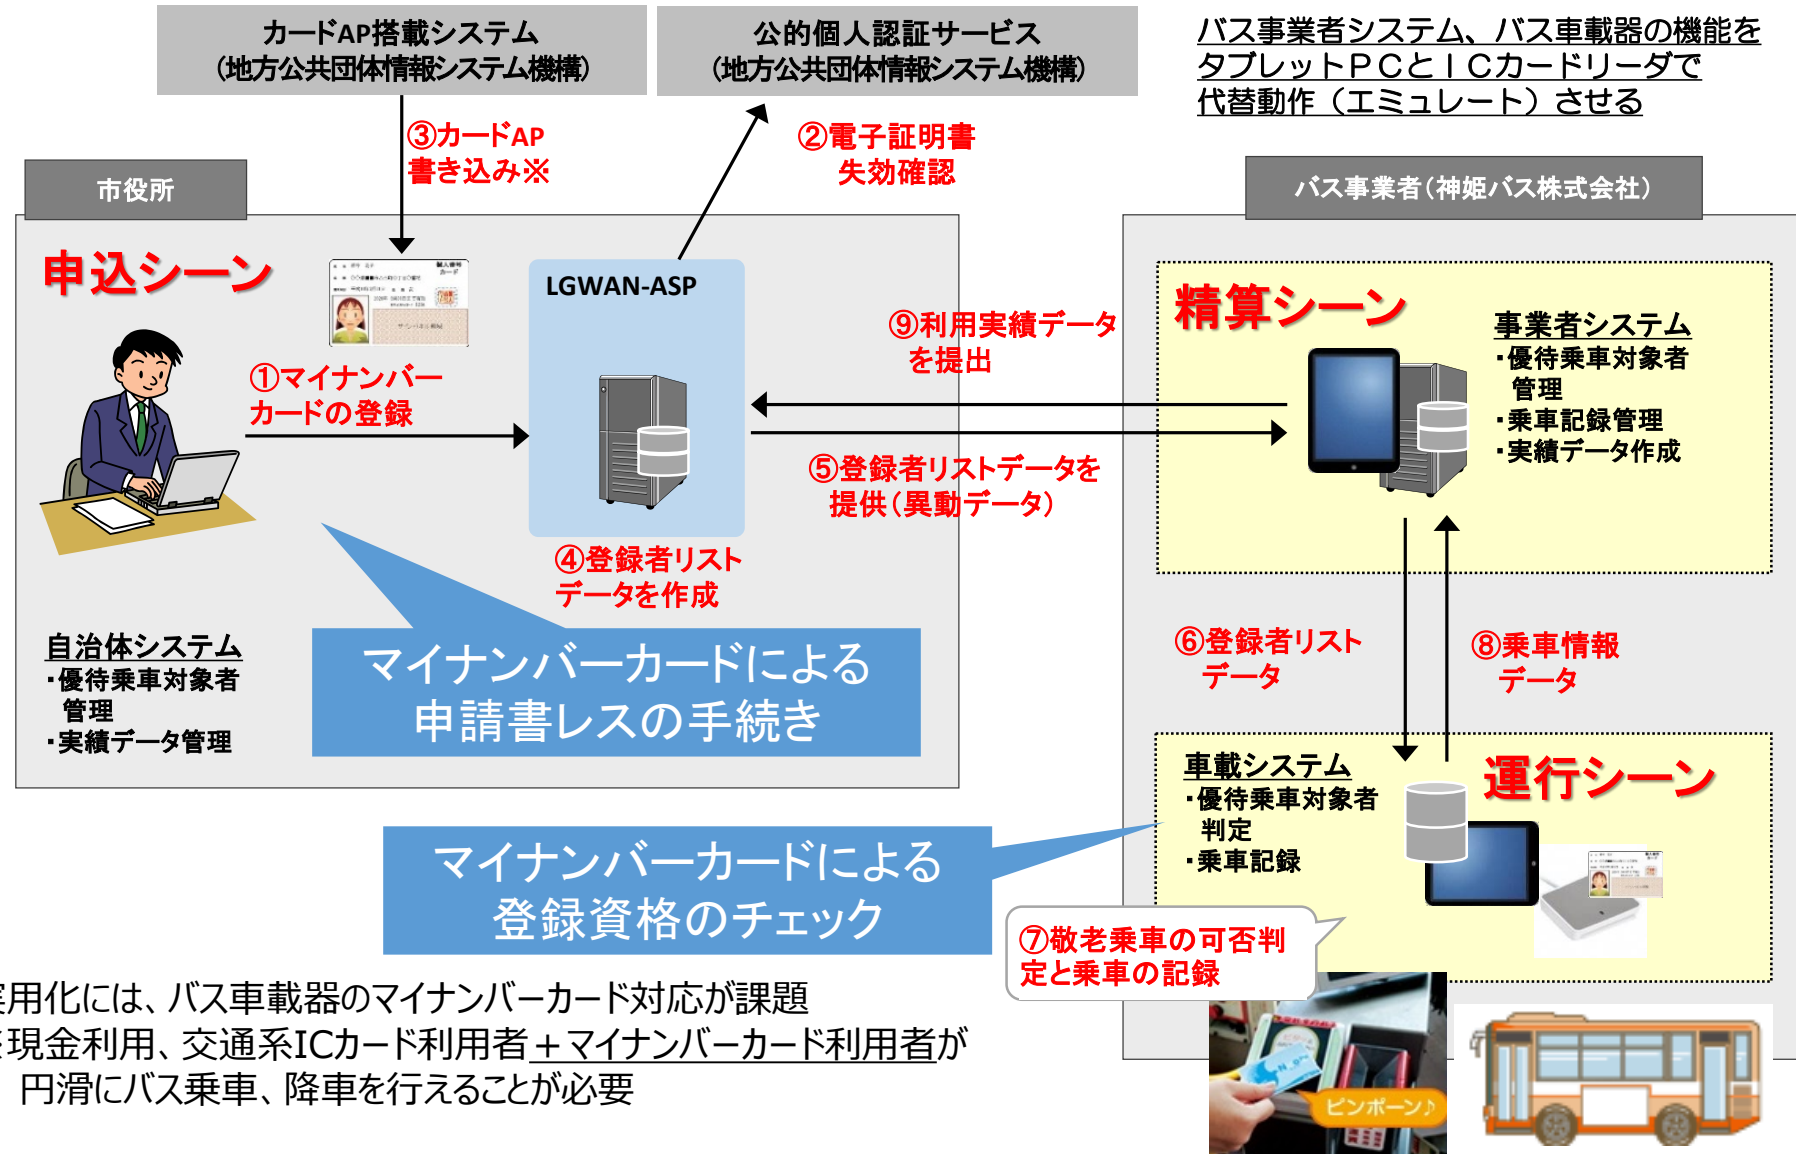 カードAP搭載システム
(地方公共団体情報システム機構)
公的個人認証サービス
(地方公共団体情報システム機構)
バス事業者システム、バス車載器の機能を
タブレットPCとICカードリーダで
代替動作(エミュレート)させる
③カードAP
書き込み※
②電子証明書
失効確認
市役所
バス事業者(神姫バス株式会社)
申込シーン
個人番号
カード
LGWAN-ASP
①マイナンバー
カードの登録
④登録者リスト
データを作成
⑨利用実績データ
を提出
⑤登録者リストデータを
提供(異動データ)
精算シーン
事業者システム
・優待乗車対象者
管理
・乗車記録管理
・実績データ作成
自治体システム
・優待乗車対象者
管理
・実績データ管理
マイナンバーカードによる
申請書レスの手続き
⑥登録者リスト
データ
⑧乗車情報
データ
車載システム
・優待乗車対象者
判定
・乗車記録
運行シーン
マイナンバーカードによる
登録資格のチェック
⑦敬老乗車の可否判
定と乗車の記録
ピンポーン♪
実用化には、バス車載器のマイナンバーカード対応が課題
※現金利用、交通系ICカード利用者+マイナンバーカード利用者が
円滑にバス乗車、降車を行えることが必要